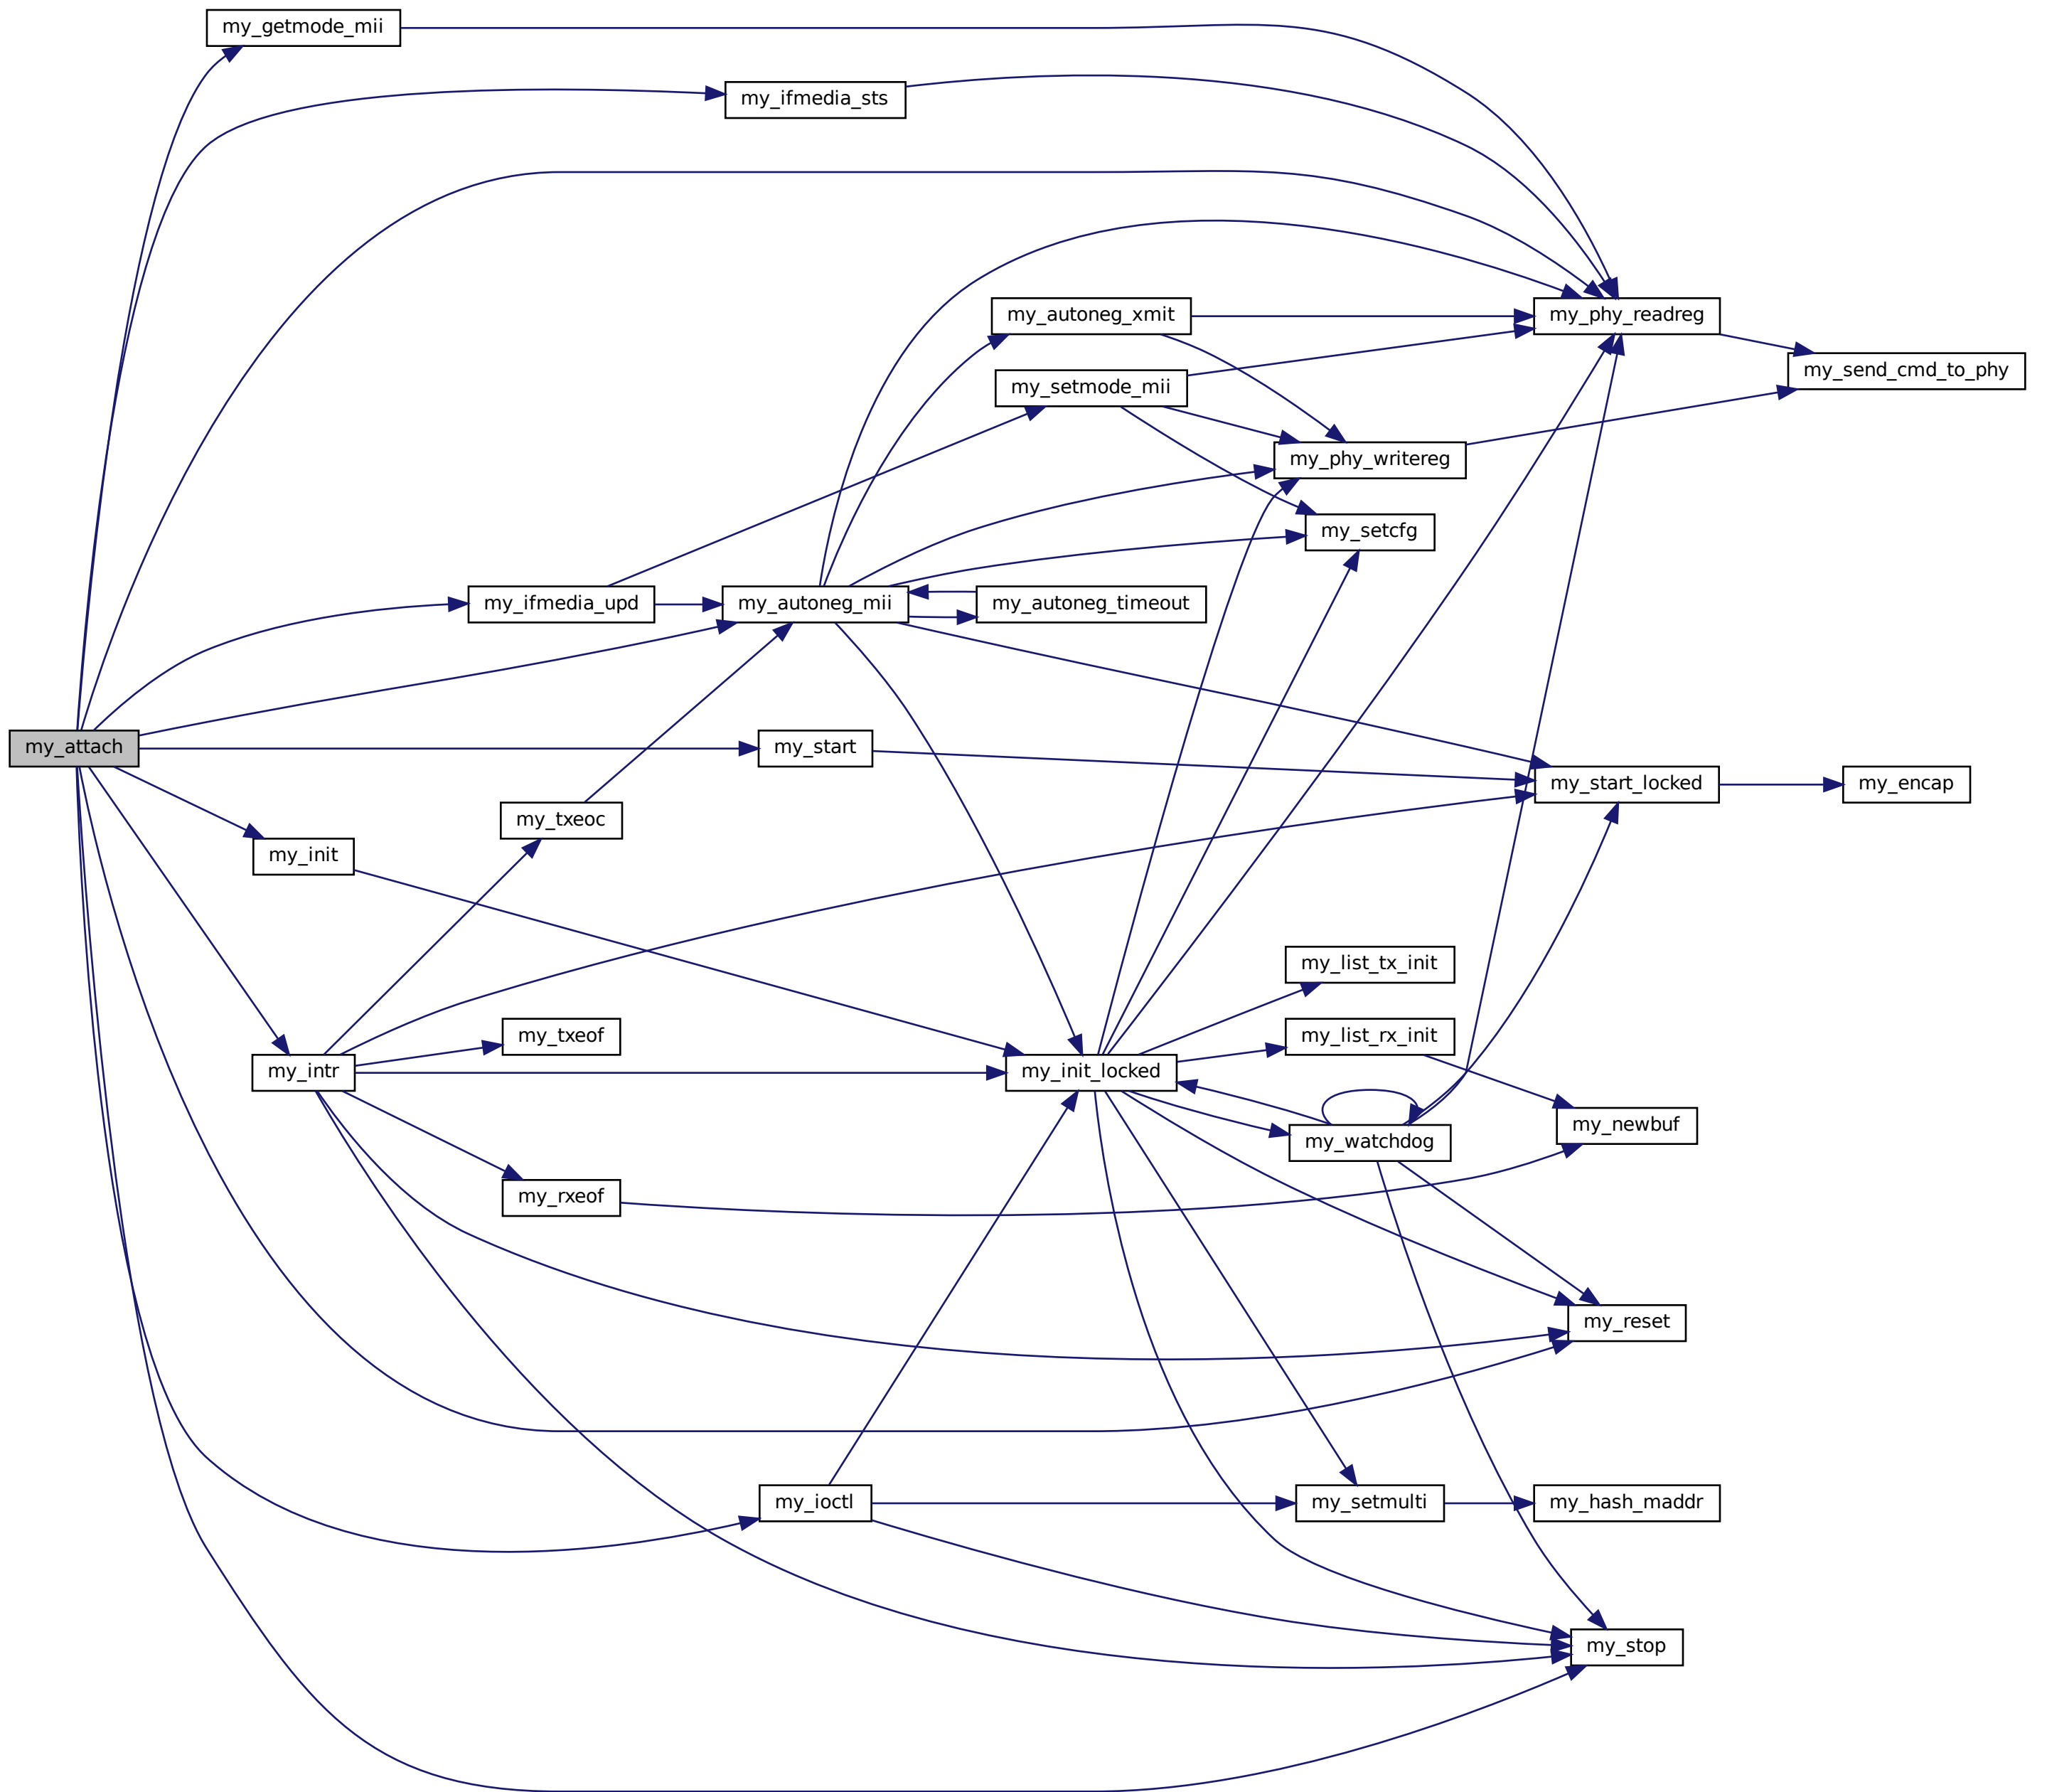 my_getmode_mii
my_ifmedia_sts
my_autoneg_xmit
my_phy_readreg
my_send_cmd_to_phy
my_setmode_mii
my_phy_writereg
my_setcfg
my_ifmedia_upd
my_autoneg_mii
my_autoneg_timeout
my_attach
my_start
my_start_locked
my_encap
my_txeoc
my_init
my_list_tx_init
my_txeof
my_list_rx_init
my_intr
my_init_locked
my_newbuf
my_watchdog
my_rxeof
my_reset
my_ioctl
my_setmulti
my_hash_maddr
my_stop